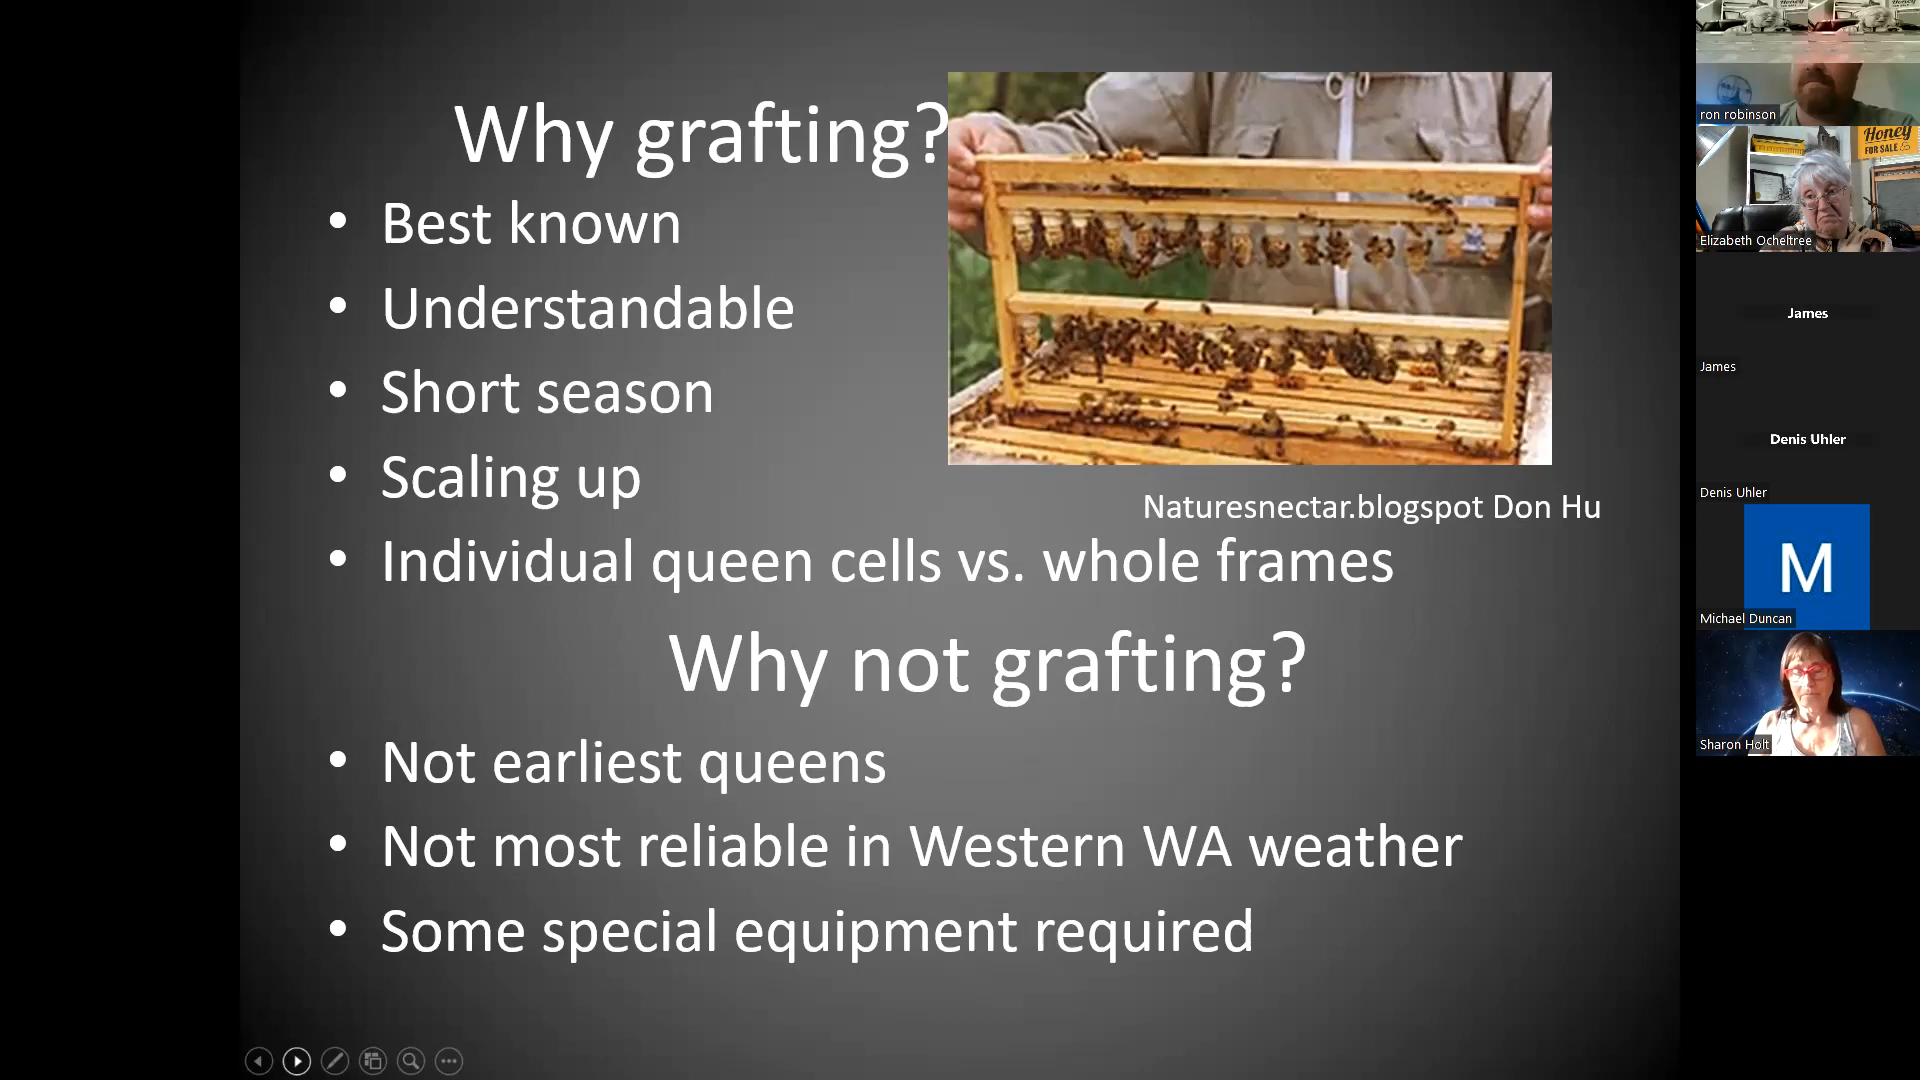 Why grafting?
• Best known
• Understandable
• Short season
• Scaling up
• Individual queen cells vs. whole frames
Naturesnectar.blogspot Don Hu
Why not grafting?
• Not earliest queens
• Not most reliable in Western WA weather
• Some special equipment required
Honey
ron robinson
Honey
FOR SALE
Elizabeth Ocheltree
James
James
Denis Uhler
Denis Uhler
M
Michael Duncan
Sharon Holt